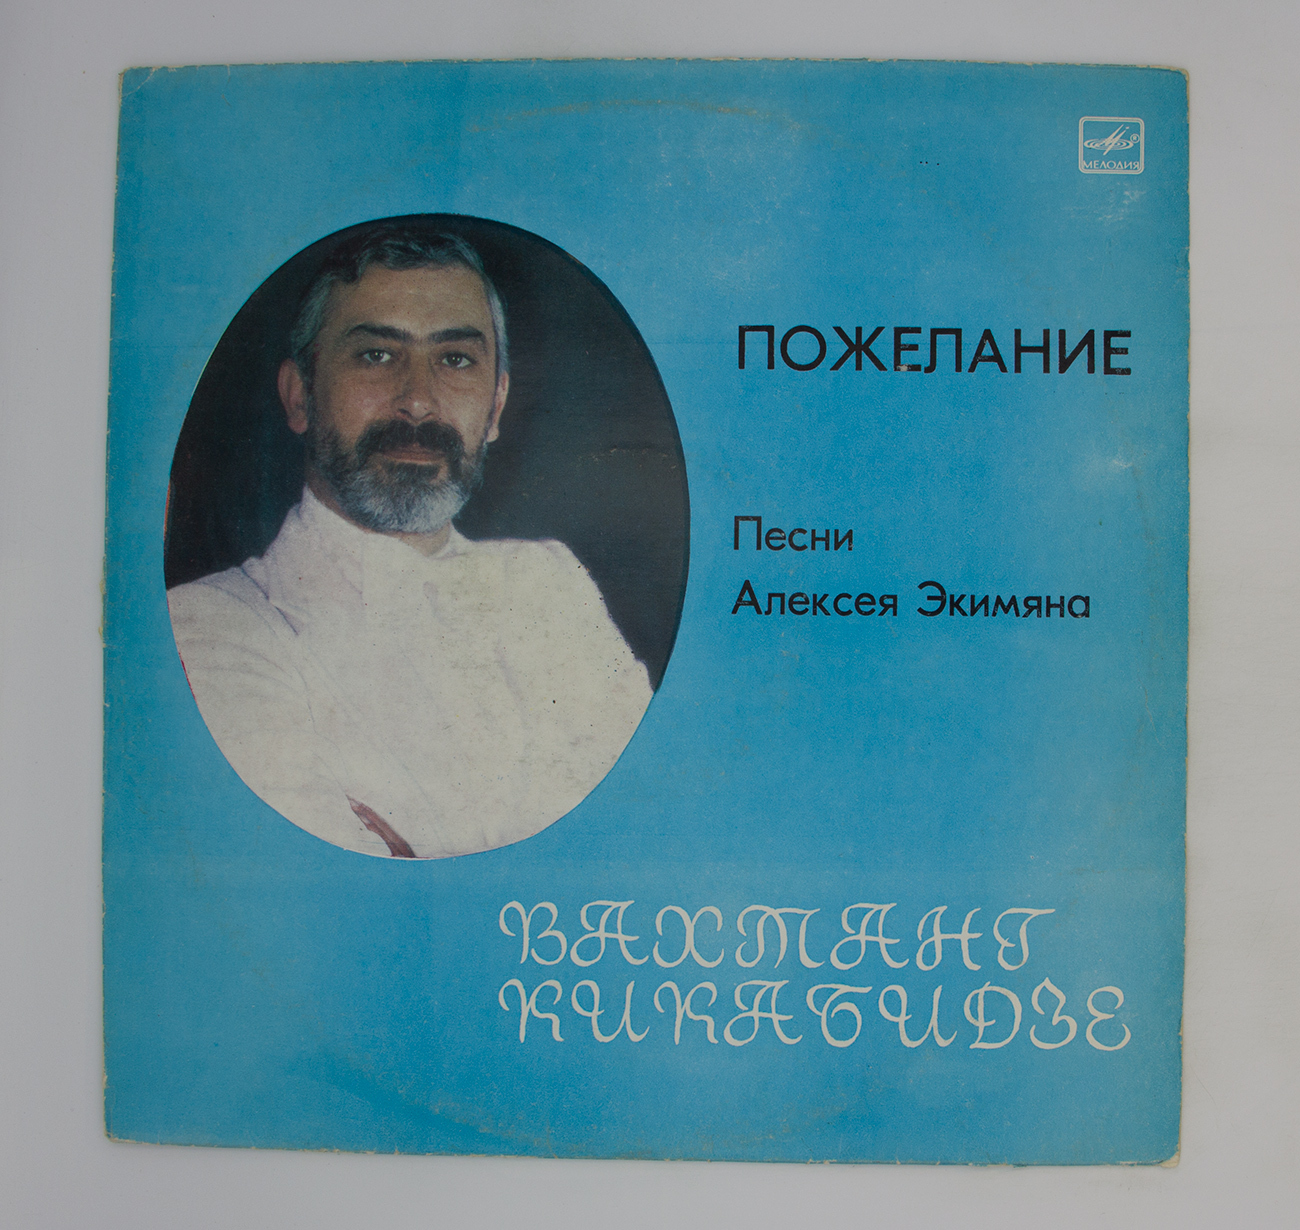 МЕЛОДИЯ
ПОЖЕЛАНИЕ
Песни
Алексея Экимяна
ВАХТАНГ
КИКАБИДЗЕ